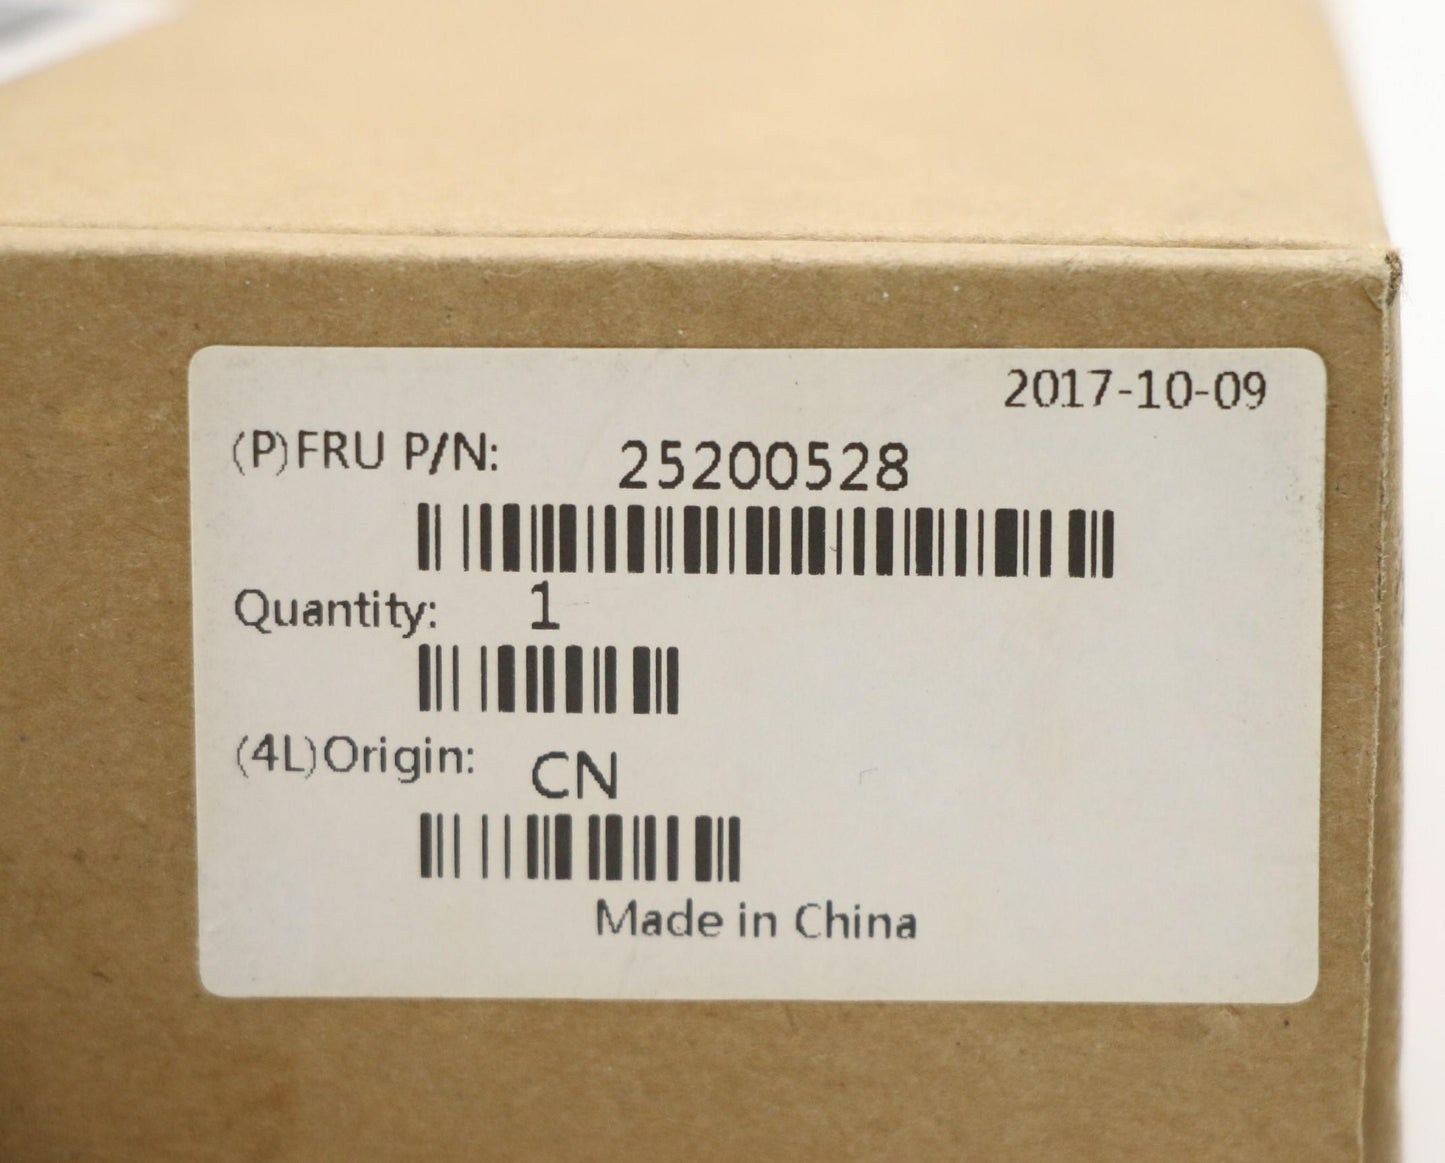 2017-10-09
(P)FRU P/N: 25200528
Quantity: 1
(4L)Origin: CN
Made in China